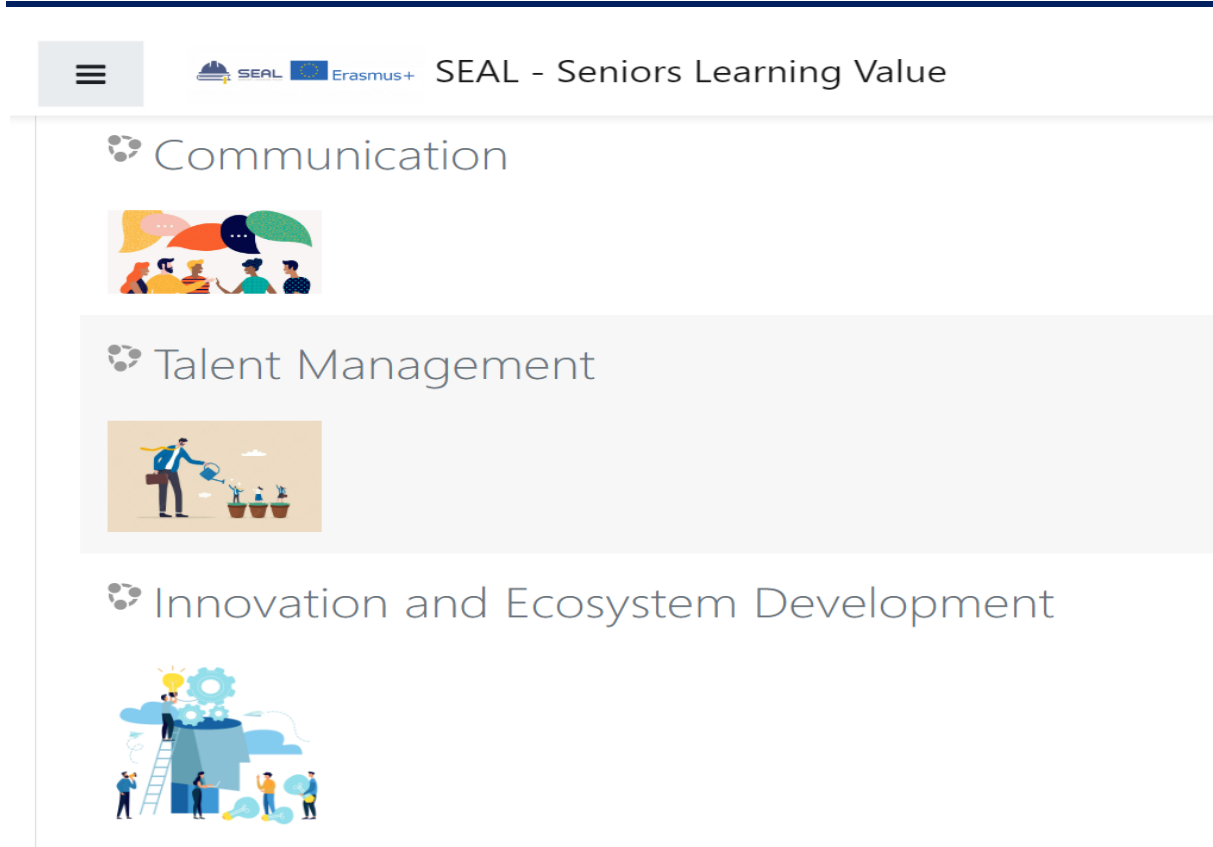 SEAL Erasmus+ SEAL - Seniors Learning Value
Communication
Talent Management
Innovation and Ecosystem Development